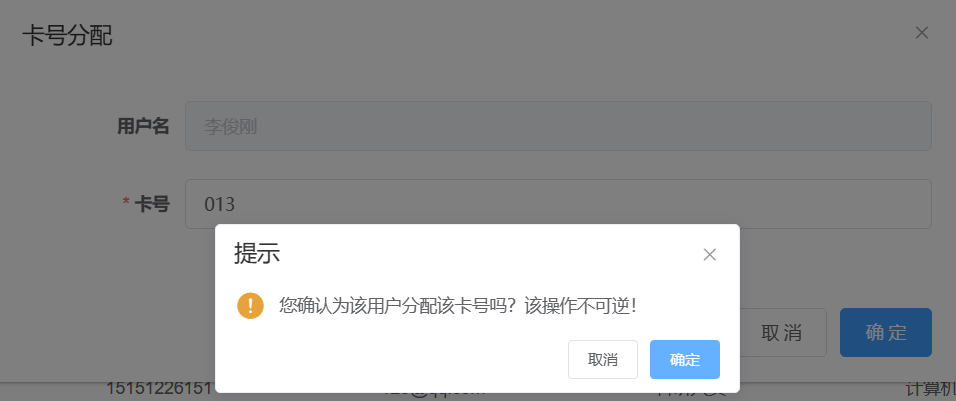 卡号分配
用户名 李俊刚
* 卡号 013
提示
您确认为该用户分配该卡号吗？该操作不可逆！
取消 确定
取消 确定
15151226151
计算机